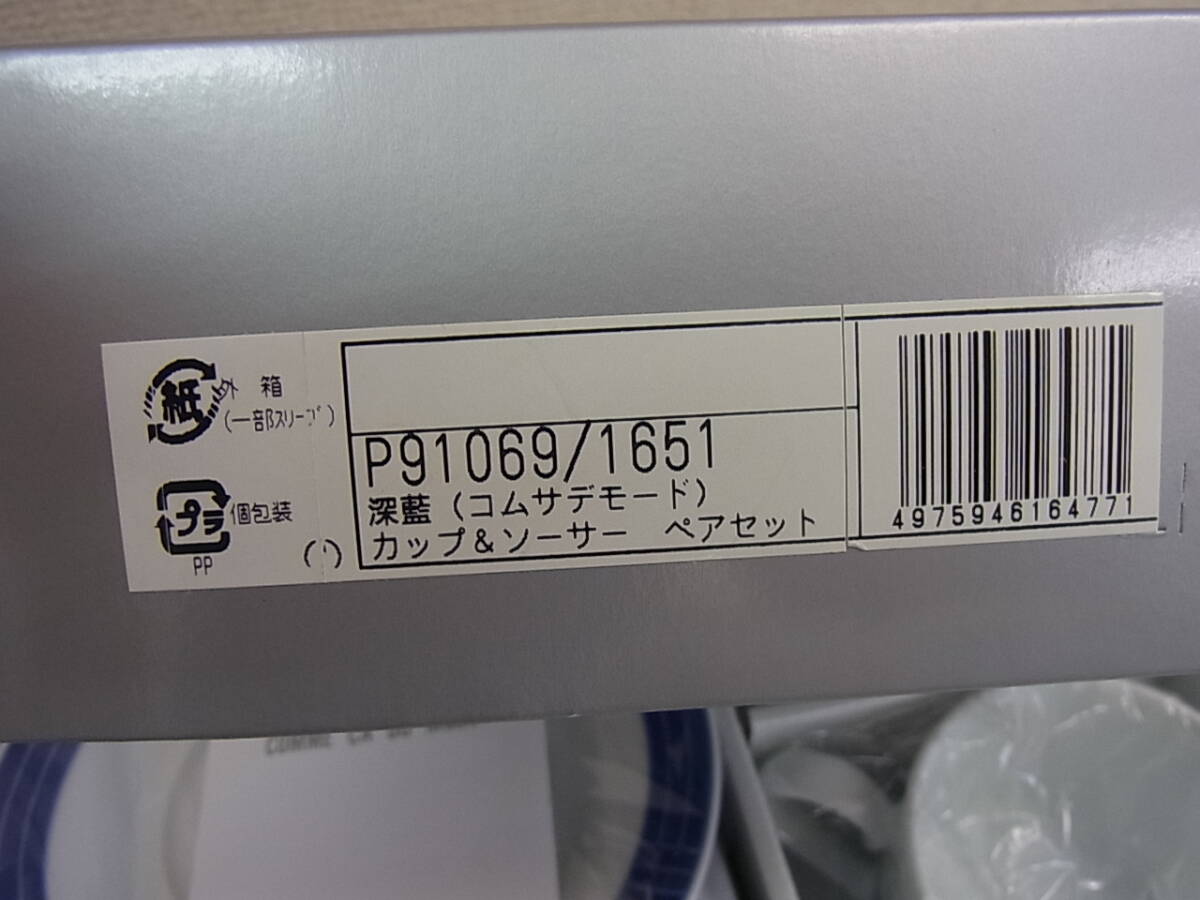 紙
外 箱
(一部スリーブ)
プラ
個包装
PP
P91069/1651
深藍(コムサデモード)
カップ&ソーサー ペアセット
4975946164771